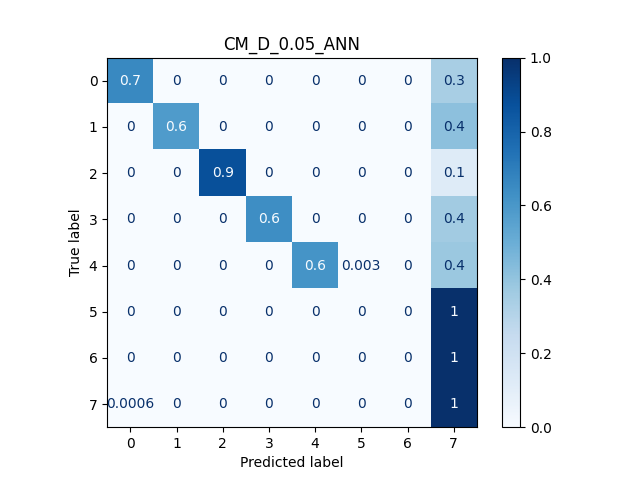 CM_D_0.05_ANN
0 0.7 0 0 0 0 0 0 0.3
1 0 0.6 0 0 0 0 0 0.4
2 0 0 0.9 0 0 0 0 0.1
3 0 0 0 0.6 0 0 0 0.4
4 0 0 0 0 0.6 0.003 0 0.4
5 0 0 0 0 0 0 0 1
6 0 0 0 0 0 0 0 1
7 0.0006 0 0 0 0 0 0 1
0 1 2 3 4 5 6 7
Predicted label
True label
1.0
0.8
0.6
0.4
0.2
0.0